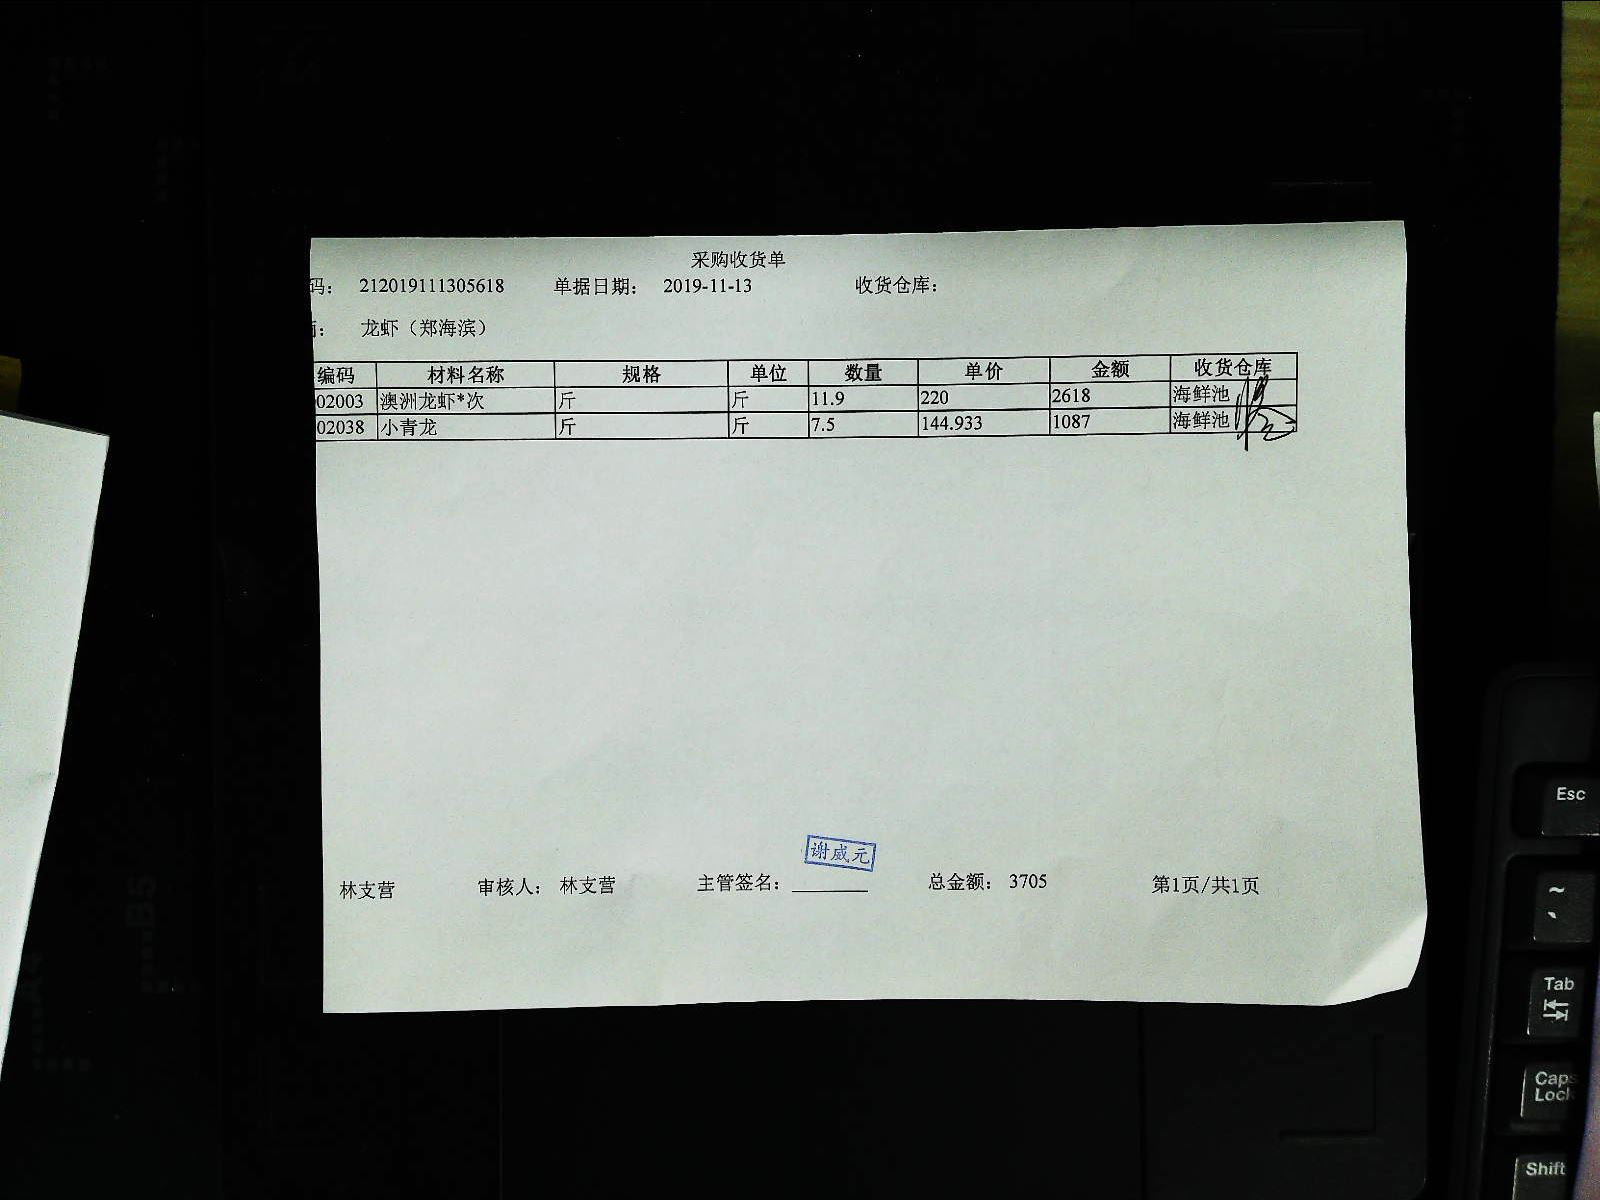 采购收货单
码： 212019111305618 单据日期： 2019-11-13 收货仓库：
龙虾（郑海滨）
编码 材料名称 规格 单位 数量 单价 金额 收货仓库
02003 澳洲龙虾*次 斤 斤 11.9 220 2618 海鲜池
02038 小青龙 斤 斤 7.5 144.933 1087 海鲜池
谢威元
林支营 审核人： 林支营 主管签名： 总金额： 3705 第1页/共1页
Esc
~
`
Tab
Caps
Lock
Shift
B5
A4